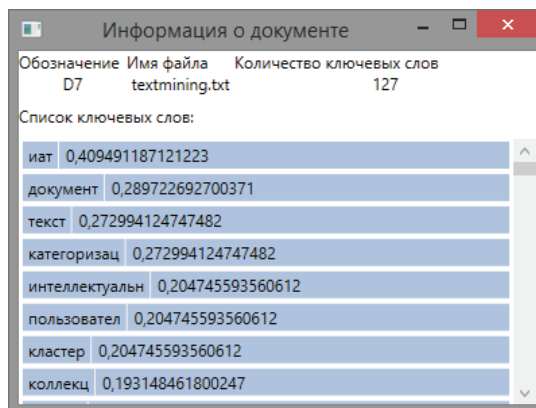 Информация о документе
Обозначение Имя файла Количество ключевых слов
D7 textmining.txt 127
Список ключевых слов:
иат 0,409491187121223
документ 0,289722692700371
текст 0,272994124747482
категоризац 0,272994124747482
интеллектуальн 0,204745593560612
пользовател 0,204745593560612
кластер 0,204745593560612
коллекц 0,193148461800247